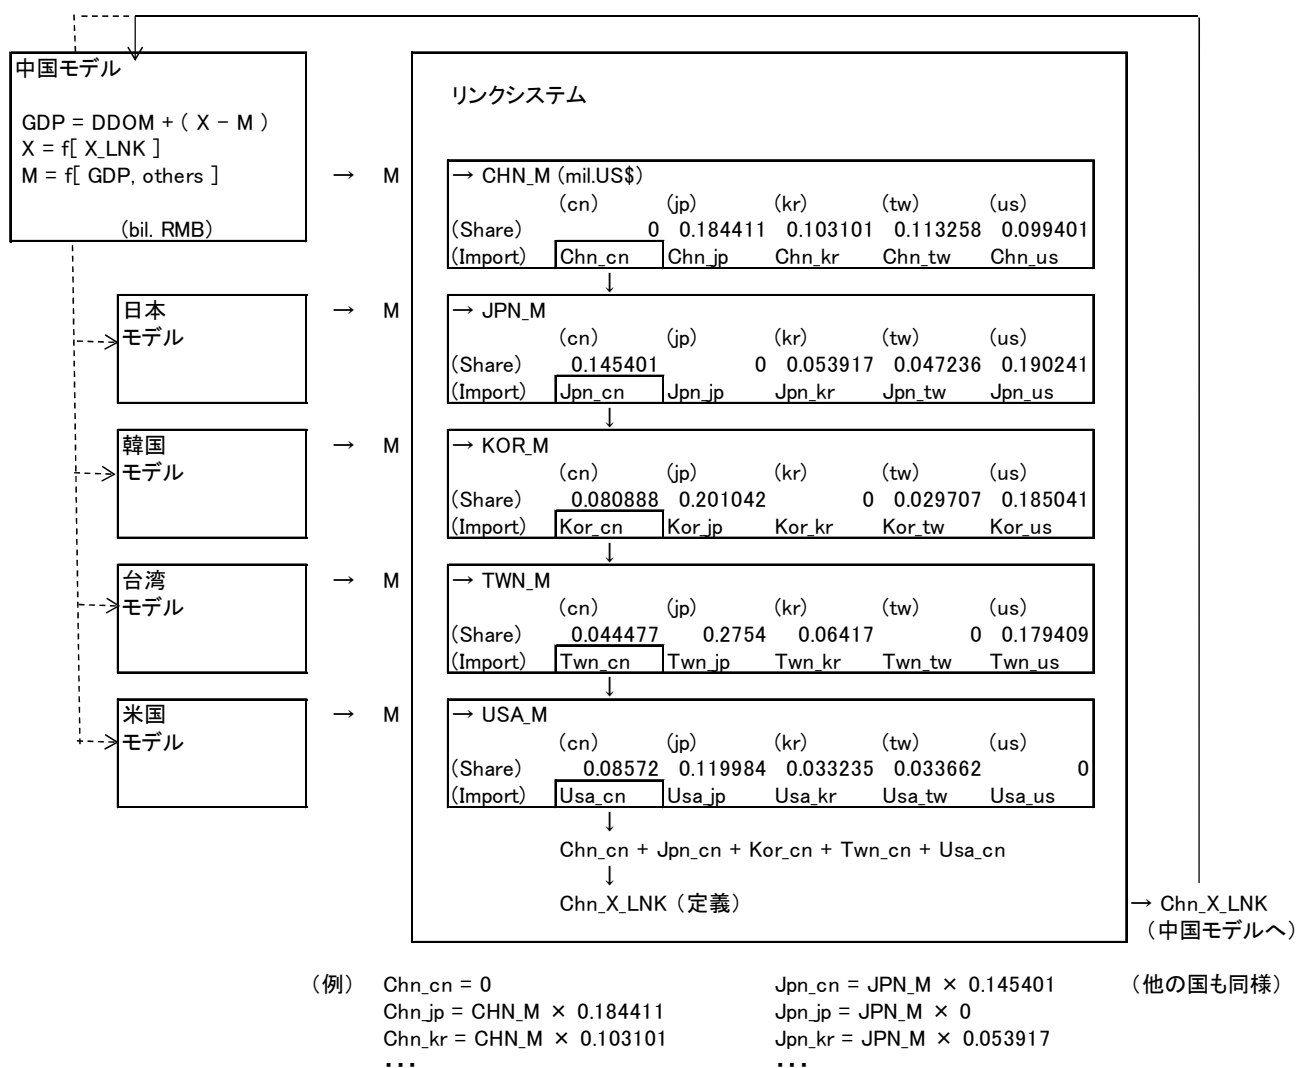 中国モデル
GDP = DDOM + ( X − M )
X = f[ X_LNK ]
M = f[ GDP, others ]
(bil. RMB)
リンクシステム
→ M
→ CHN_M (mil.US$)
(cn) (jp) (kr) (tw) (us)
(Share) 0 0.184411 0.103101 0.113258 0.099401
(Import) Chn_cn Chn_jp Chn_kr Chn_tw Chn_us
↓
日本
モデル
→ M
→ JPN_M
(cn) (jp) (kr) (tw) (us)
(Share) 0.145401 0 0.053917 0.047236 0.190241
(Import) Jpn_cn Jpn_jp Jpn_kr Jpn_tw Jpn_us
↓
韓国
モデル
→ M
→ KOR_M
(cn) (jp) (kr) (tw) (us)
(Share) 0.080888 0.201042 0 0.029707 0.185041
(Import) Kor_cn Kor_jp Kor_kr Kor_tw Kor_us
↓
台湾
モデル
→ M
→ TWN_M
(cn) (jp) (kr) (tw) (us)
(Share) 0.044477 0.2754 0.06417 0 0.179409
(Import) Twn_cn Twn_jp Twn_kr Twn_tw Twn_us
↓
米国
モデル
→ M
→ USA_M
(cn) (jp) (kr) (tw) (us)
(Share) 0.08572 0.119984 0.033235 0.033662 0
(Import) Usa_cn Usa_jp Usa_kr Usa_tw Usa_us
↓
Chn_cn + Jpn_cn + Kor_cn + Twn_cn + Usa_cn
↓
Chn_X_LNK（定義）
→ Chn_X_LNK
（中国モデルへ）
（例） Chn_cn = 0 Jpn_cn = JPN_M × 0.145401 （他の国も同様）
Chn_jp = CHN_M × 0.184411 Jpn_jp = JPN_M × 0
Chn_kr = CHN_M × 0.103101 Jpn_kr = JPN_M × 0.053917
・・・ ・・・